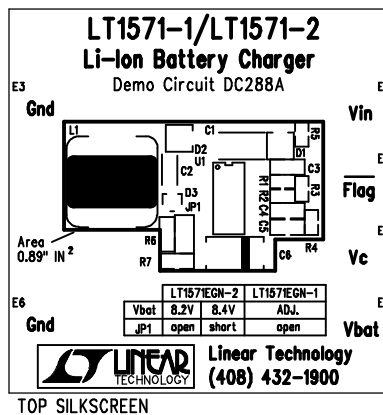 LT1571-1/LT1571-2
Li-Ion Battery Charger
Demo Circuit DC288A
E3
E
Gnd
Vin
L1
C1
R5
D2
D1
U1
E
C2
C3
R1
R2
R3
Flag
D3
JP1
C4
C5
R6
R4
E
Area
0.89" IN 2
R7
C6
Vc
E6
E
LT1571EGN-2 LT1571EGN-1
Vbat 8.2V 8.4V ADJ.
JP1 open short open
Gnd
Vbat
LINEAR
TECHNOLOGY
Linear Technology
(408) 432-1900
TOP SILKSCREEN